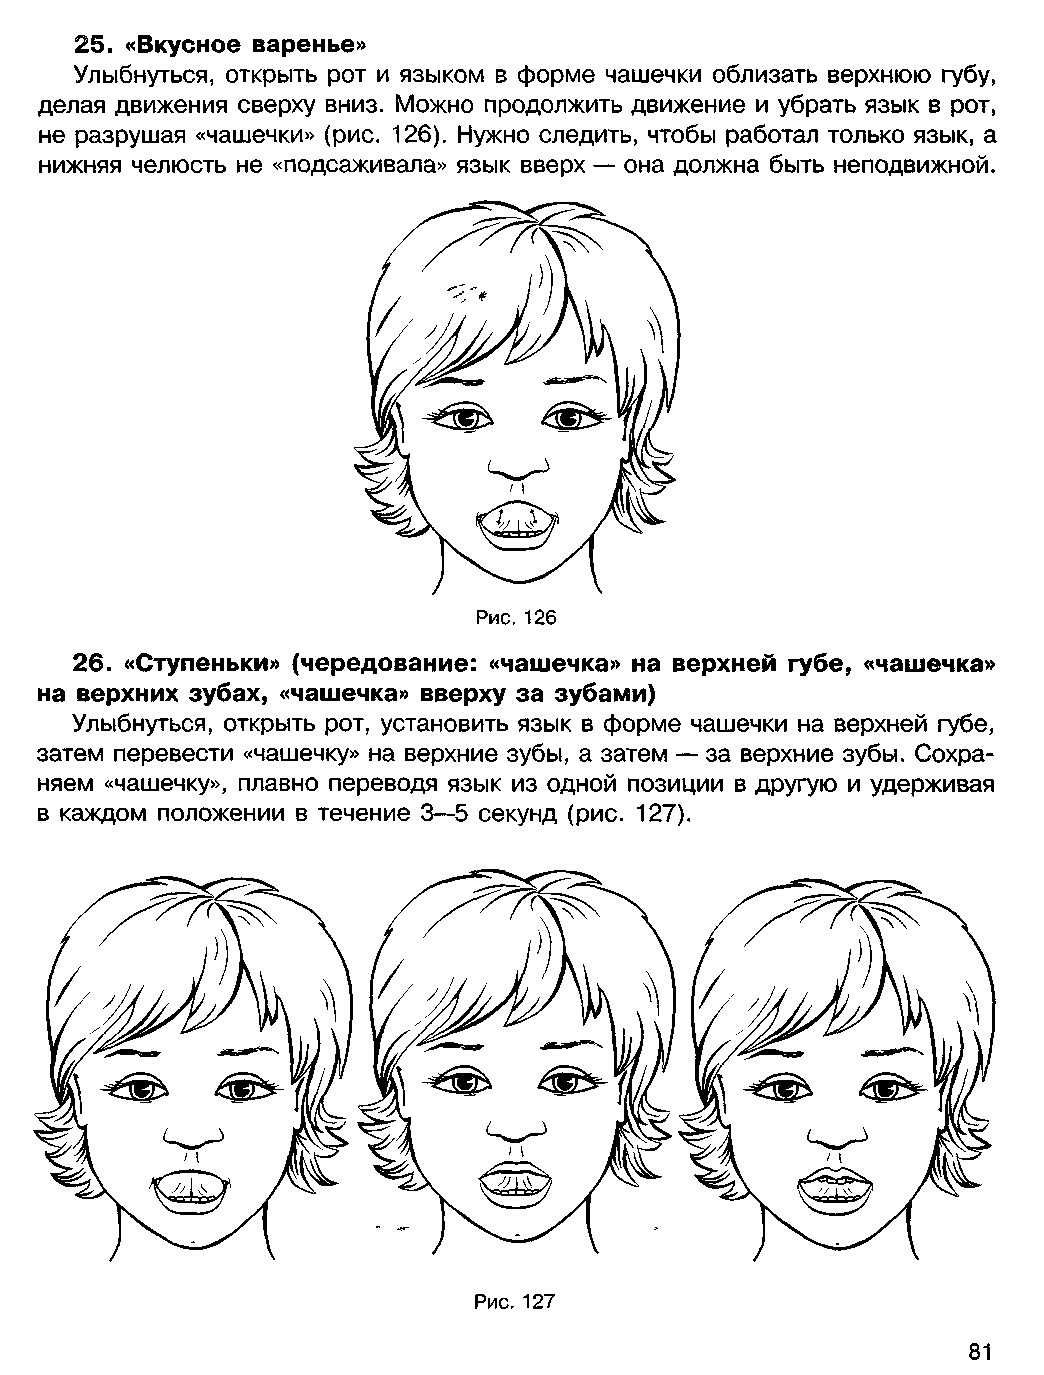 25. «Вкусное варенье»
Улыбнуться, открыть рот и языком в форме чашечки облизать верхнюю губу,
делая движения сверху вниз. Можно продолжить движение и убрать язык в рот,
не разрушая «чашечки» (рис. 126). Нужно следить, чтобы работал только язык, а
нижняя челюсть не «подсаживала» язык вверх — она должна быть неподвижной.
Рис. 126
26. «Ступеньки» (чередование: «чашечка» на верхней губе, «чашечка»
на верхних зубах, «чашечка» вверху за зубами)
Улыбнуться, открыть рот, установить язык в форме чашечки на верхней губе,
затем перевести «чашечку» на верхние зубы, а затем — за верхние зубы. Сохра-
няем «чашечку», плавно переводя язык из одной позиции в другую и удерживая
в каждом положении в течение 3—5 секунд (рис. 127).
Рис. 127
81